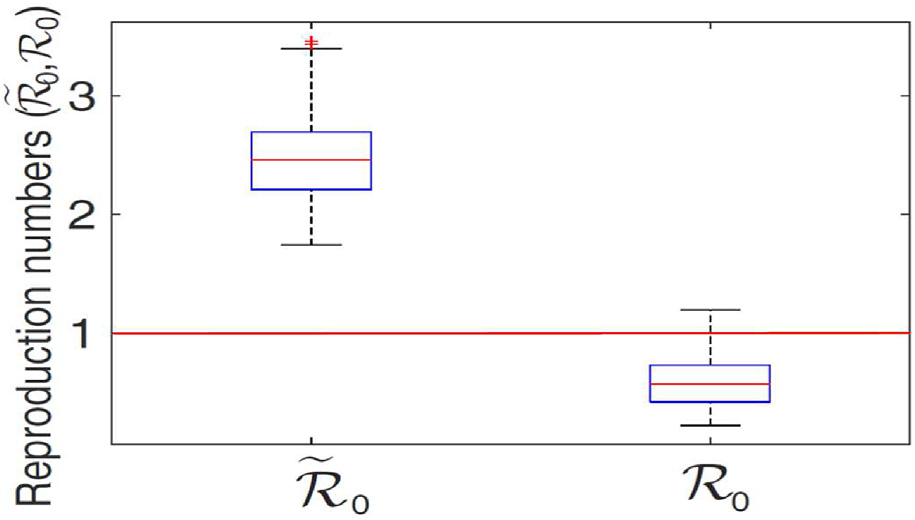 Reproduction numbers (ℛ̃₀,ℛ₀)
3
2
1
ℛ̃₀
ℛ₀